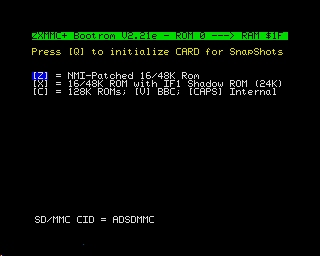 ZXMMC+ Bootrom V2.21e - ROM 0 ---> RAM $1F
Press [Q] to initialize CARD for SnapShots
[Z] = NMI-Patched 16/48K Rom
[X] = 16/48K ROM with IF1 Shadow ROM (24K)
[C] = 128K ROMs; [V] BBC; [CAPS] Internal
SD/MMC CID = ADSDMMC